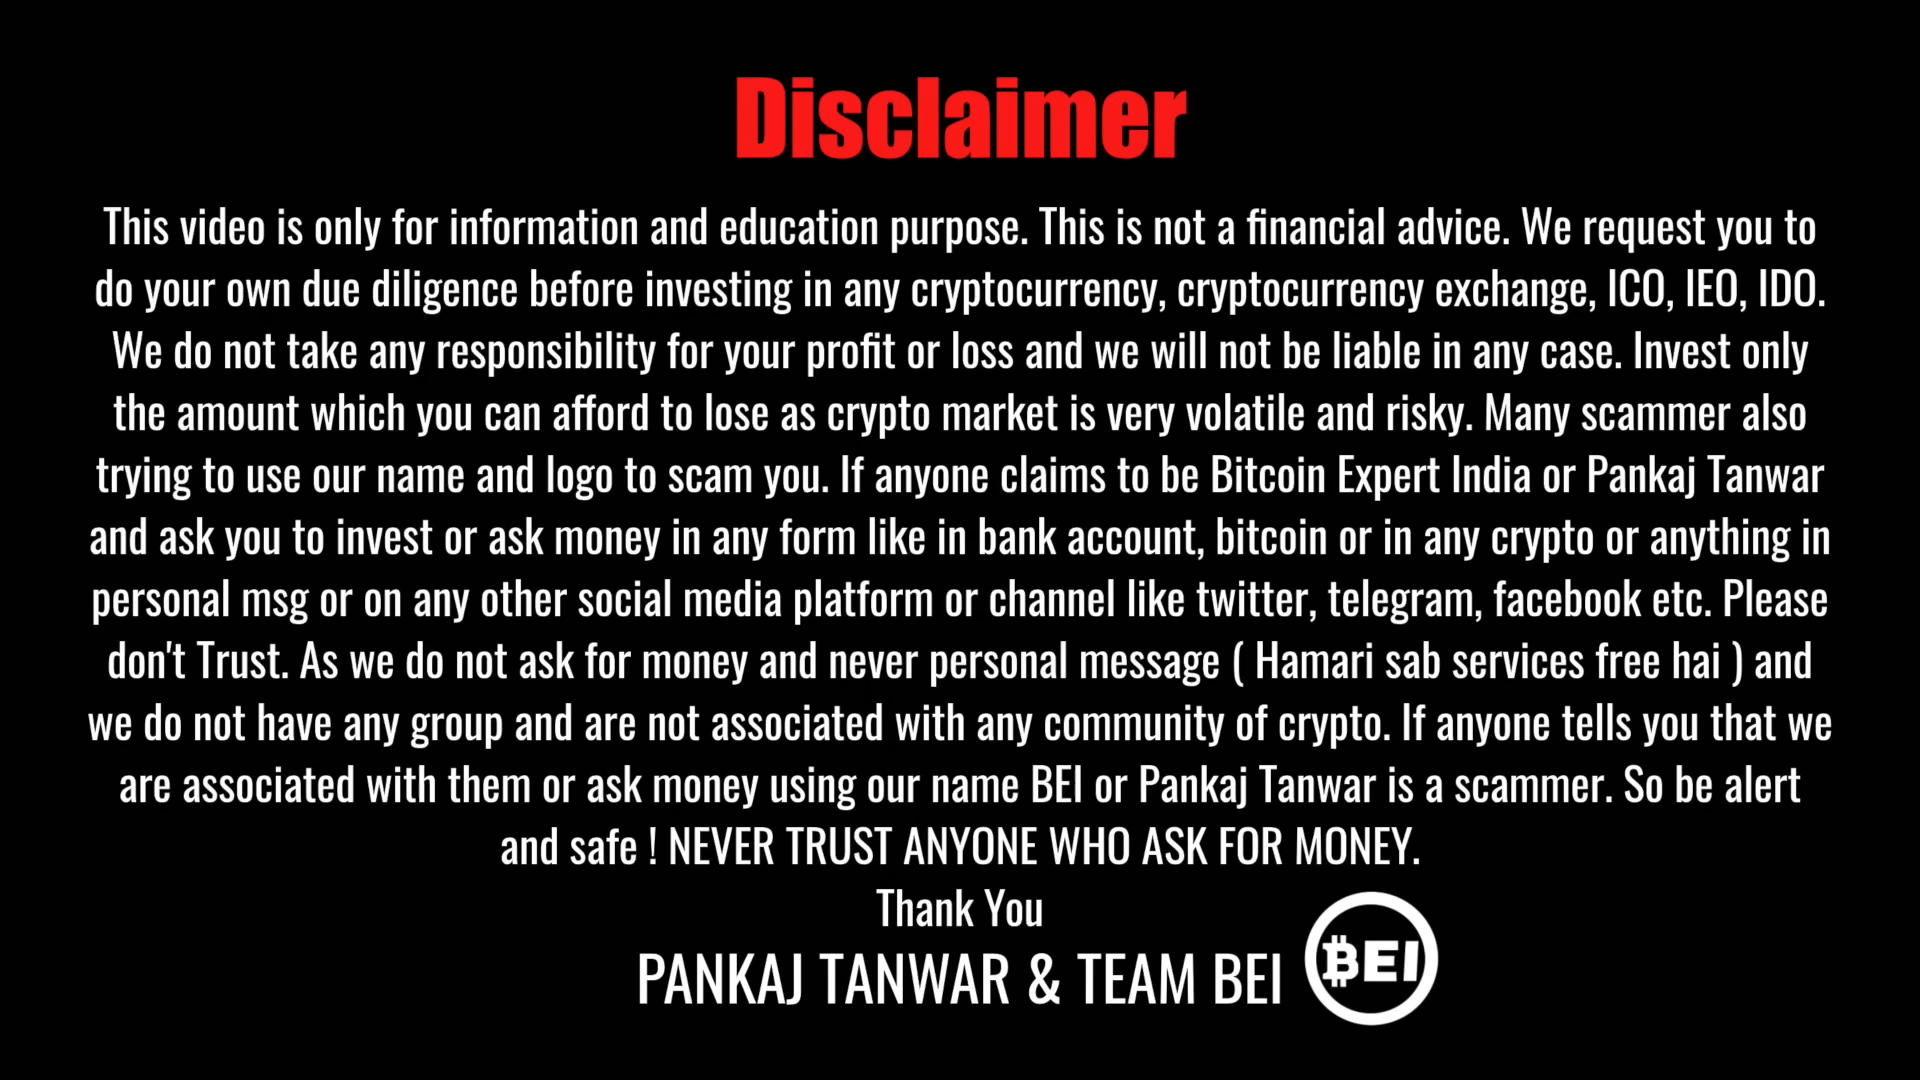 Disclaimer
This video is only for information and education purpose. This is not a financial advice. We request you to
do your own due diligence before investing in any cryptocurrency, cryptocurrency exchange, ICO, IEO, IDO.
We do not take any responsibility for your profit or loss and we will not be liable in any case. Invest only
the amount which you can afford to lose as crypto market is very volatile and risky. Many scammer also
trying to use our name and logo to scam you. If anyone claims to be Bitcoin Expert India or Pankaj Tanwar
and ask you to invest or ask money in any form like in bank account, bitcoin or in any crypto or anything in
personal msg or on any other social media platform or channel like twitter, telegram, facebook etc. Please
don't Trust. As we do not ask for money and never personal message ( Hamari sab services free hai ) and
we do not have any group and are not associated with any community of crypto. If anyone tells you that we
are associated with them or ask money using our name BEI or Pankaj Tanwar is a scammer. So be alert
and safe ! NEVER TRUST ANYONE WHO ASK FOR MONEY.
Thank You
PANKAJ TANWAR & TEAM BEI
BEI